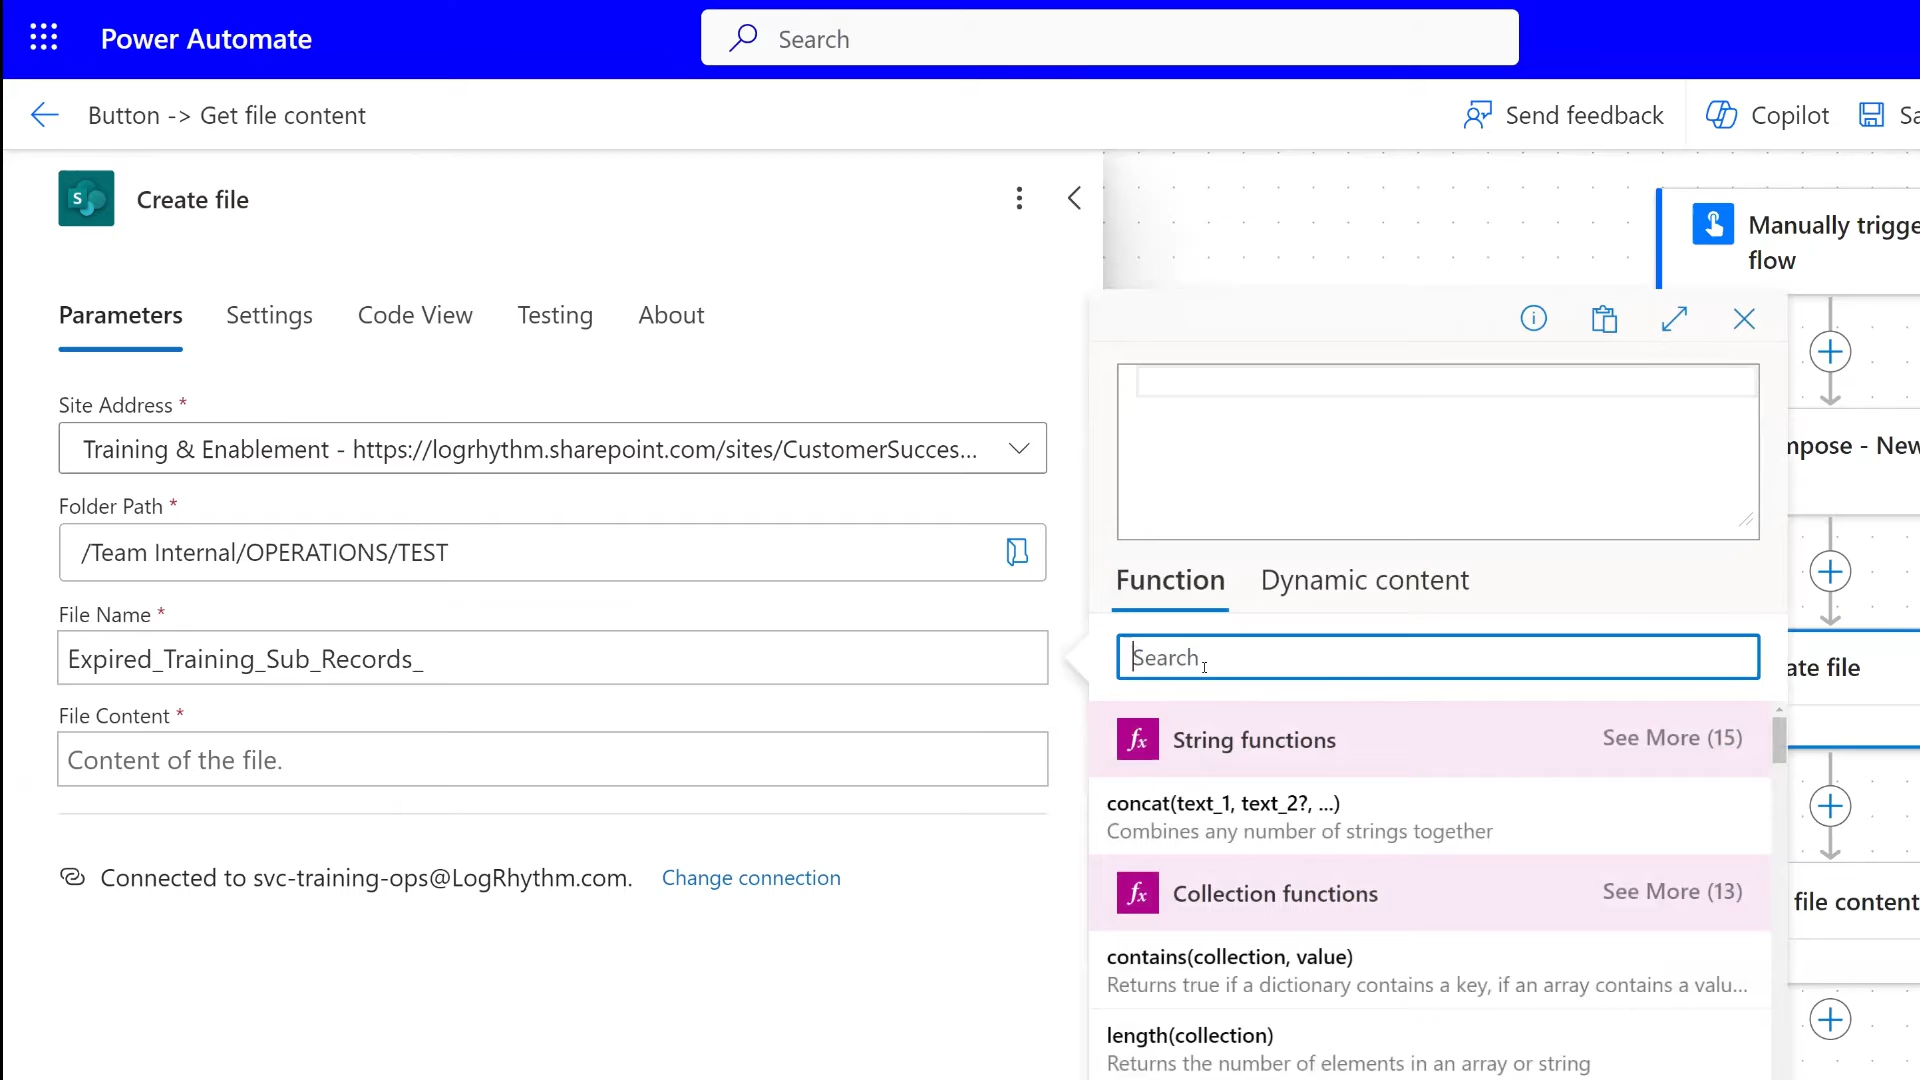 Power Automate
Search
Button -> Get file content
Send feedback
Copilot
Sa
S
Create file
Parameters
Settings
Code View
Testing
About
Site Address *
Training & Enablement - https://logrhythm.sharepoint.com/sites/CustomerSucces...
Folder Path *
/Team Internal/OPERATIONS/TEST
File Name *
Expired_Training_Sub_Records_
File Content *
Content of the file.
Connected to svc-training-ops@LogRhythm.com.
Change connection
Function
Dynamic content
Search
fx
String functions
See More (15)
concat(text_1, text_2?, ...)
Combines any number of strings together
fx
Collection functions
See More (13)
contains(collection, value)
Returns true if a dictionary contains a key, if an array contains a valu...
length(collection)
Returns the number of elements in an array or string
Manually trigge
flow
mpose - New
ate file
file content